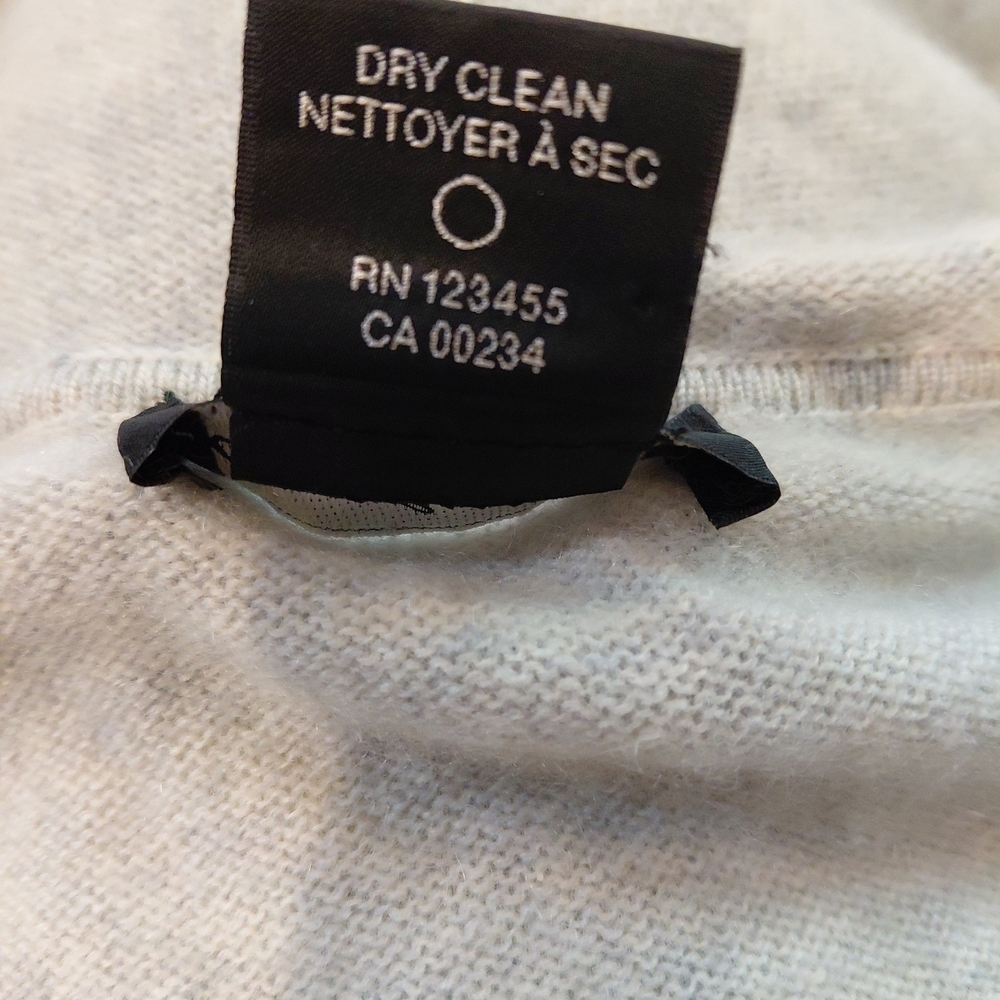 DRY CLEAN
NETTOYER À SEC
RN 123455
CA 00234